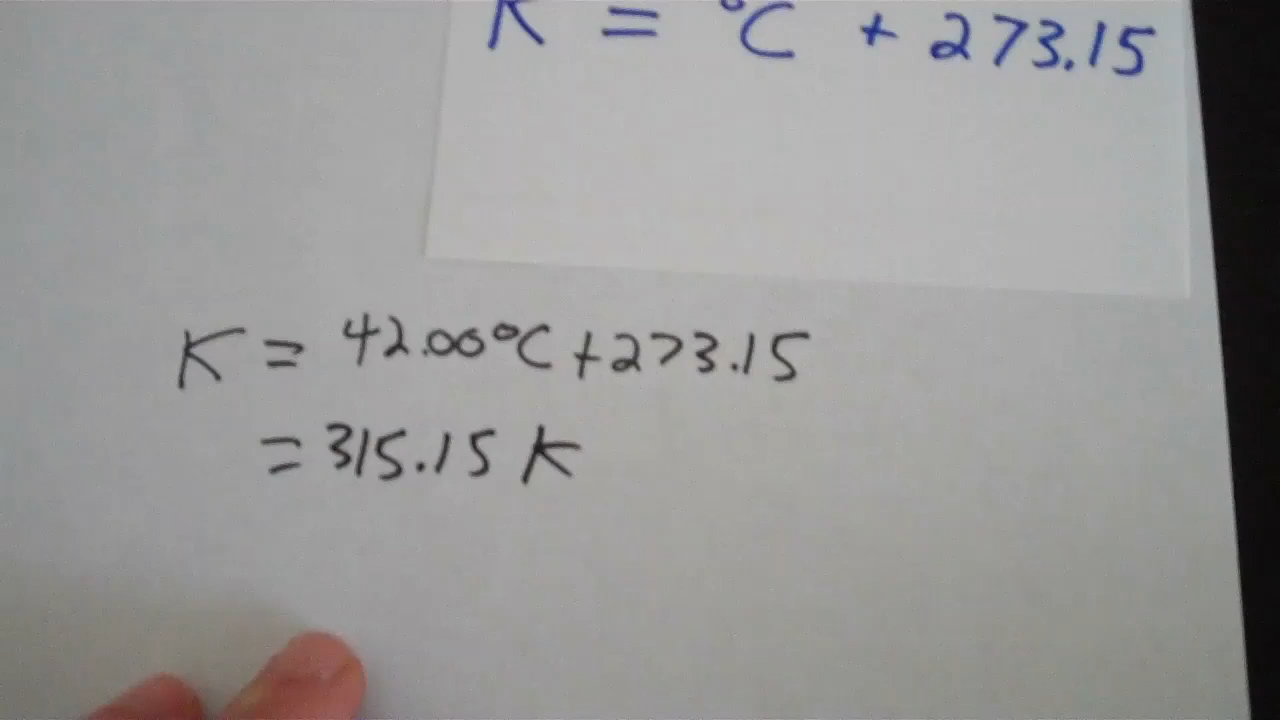 K = °C + 273.15
K = 42.00°C + 273.15
= 315.15 K